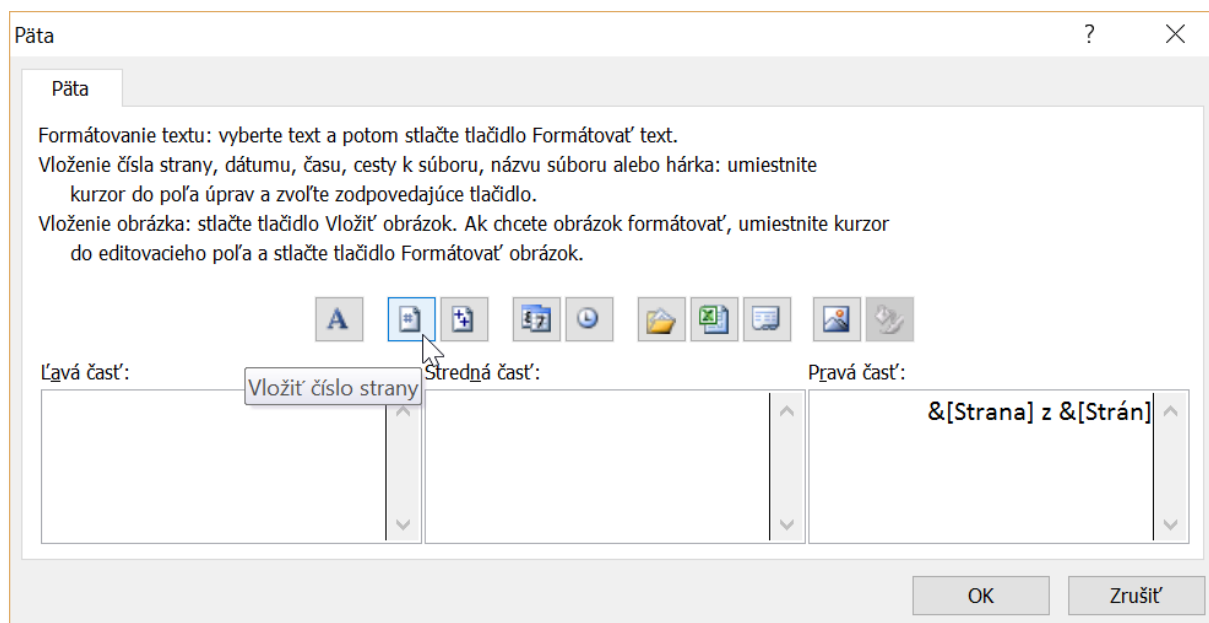 Päta
Päta
Formátovanie textu: vyberte text a potom stlačte tlačidlo Formátovať text.
Vloženie čísla strany, dátumu, času, cesty k súboru, názvu súboru alebo hárka: umiestnite
kurzor do poľa úprav a zvoľte zodpovedajúce tlačidlo.
Vloženie obrázka: stlačte tlačidlo Vložiť obrázok. Ak chcete obrázok formátovať, umiestnite kurzor
do editovacieho poľa a stlačte tlačidlo Formátovať obrázok.
Ľavá časť:
Vložiť číslo strany
Stredná časť:
Pravá časť:
&[Strana] z &[Strán]
OK
Zrušiť